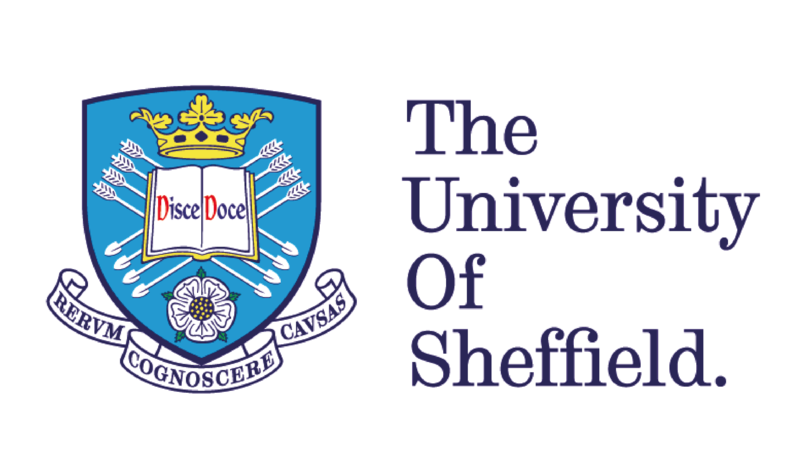 Disce Doce
RERVM
COGNOSCERE
CAVSAS
The
University
Of
Sheffield.